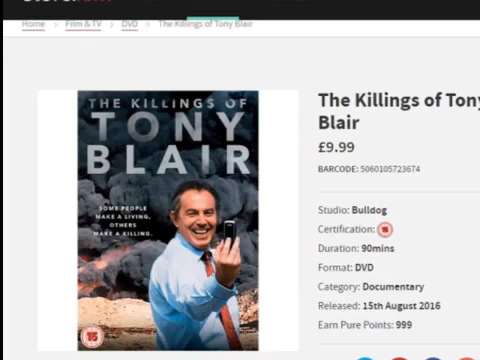 Home > Film & TV > DVD > The Killings of Tony Blair
THE KILLINGS OF
TONY
BLAIR
SOME PEOPLE
MAKE A LIVING,
OTHERS
MAKE A KILLING.
15
The Killings of Tony
Blair
£9.99
BARCODE: 5060105723674
Studio: Bulldog
Certification: 15
Duration: 90mins
Format: DVD
Category: Documentary
Released: 15th August 2016
Earn Pure Points: 999